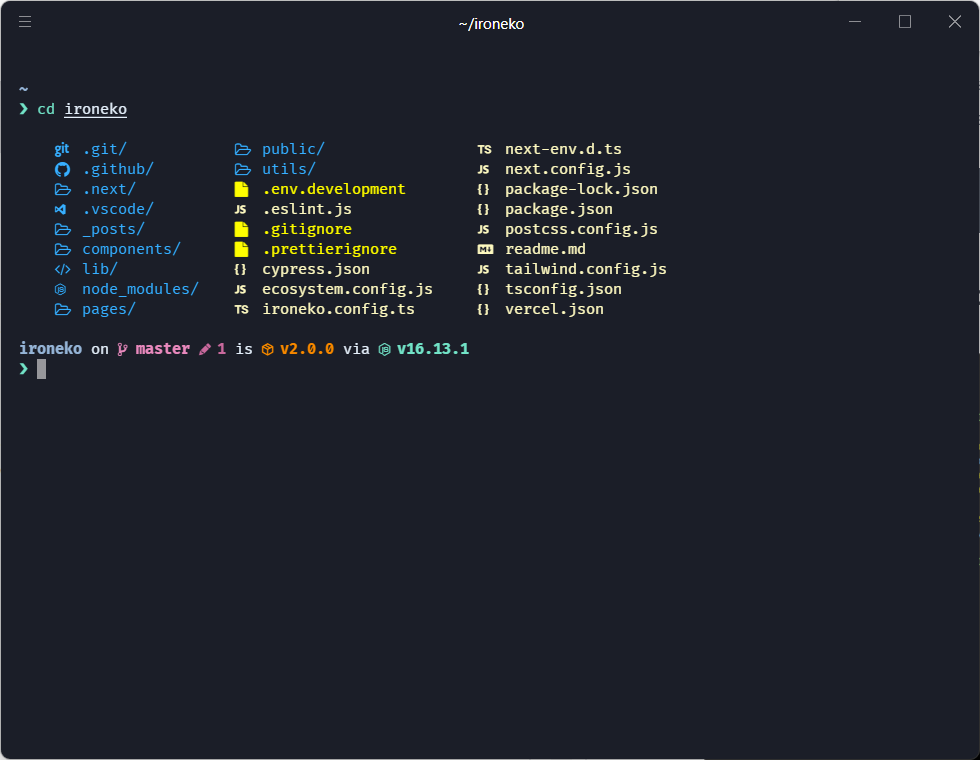 ~/ironeko
~
❯ cd ironeko
git .git/ public/ TS next-env.d.ts
.github/ utils/ JS next.config.js
.next/ .env.development {} package-lock.json
.vscode/ JS .eslint.js {} package.json
_posts/ .gitignore JS postcss.config.js
components/ .prettierignore M↓ readme.md
</> lib/ {} cypress.json JS tailwind.config.js
node_modules/ JS ecosystem.config.js {} tsconfig.json
pages/ TS ironeko.config.ts {} vercel.json
ironeko on master 1 is v2.0.0 via v16.13.1
❯